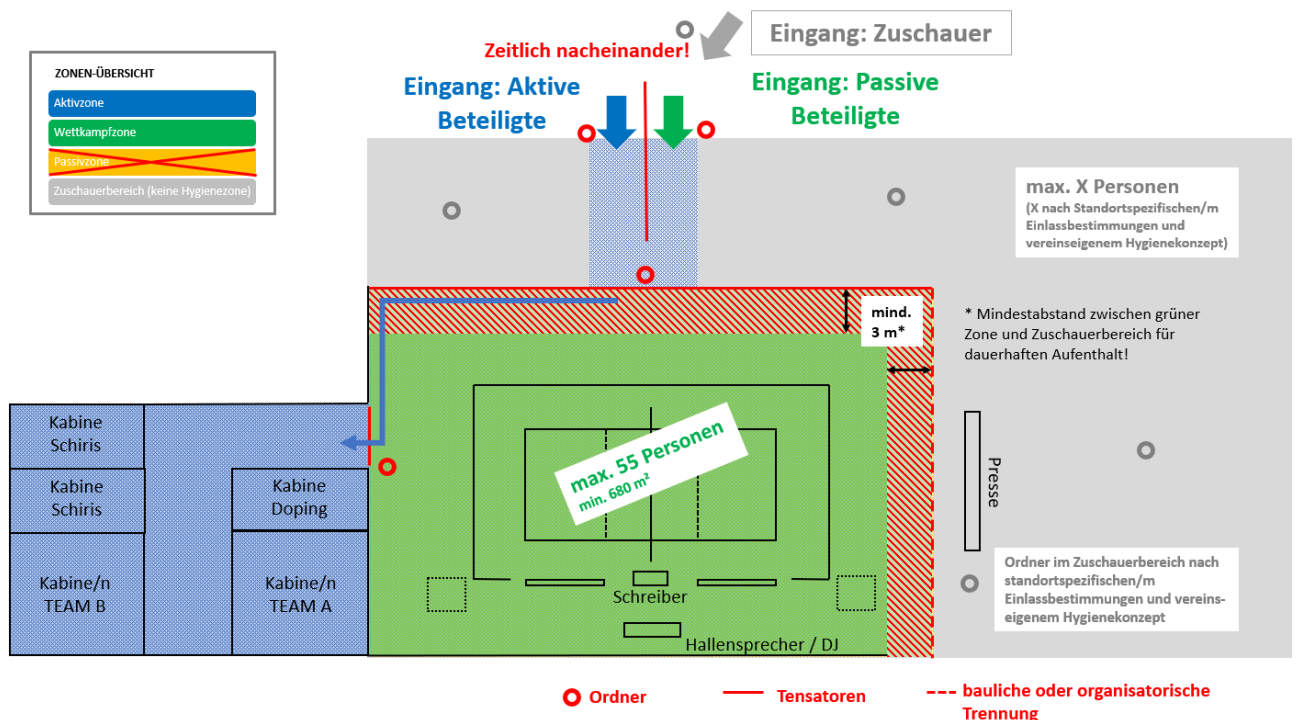 Eingang: Zuschauer
Zeitlich nacheinander!
Eingang: Aktive
Beteiligte
Eingang: Passive
Beteiligte
ZONEN-ÜBERSICHT
Aktivzone
Wettkampfzone
Passivzone
Zuschauerbereich (keine Hygienezone)
max. X Personen
(X nach Standortspezifischen/m
Einlassbestimmungen und
vereinseigenem Hygienekonzept)
mind.
3 m*
* Mindestabstand zwischen grüner
Zone und Zuschauerbereich für
dauerhaften Aufenthalt!
Kabine
Schiris
Kabine
Schiris
Kabine
Doping
Kabine/n
TEAM B
Kabine/n
TEAM A
max. 55 Personen
min. 680 m²
Schreiber
Hallensprecher / DJ
Presse
Ordner im Zuschauerbereich nach
standortspezifischen/m
Einlassbestimmungen und vereins-
eigenem Hygienekonzept
Ordner
Tensatoren
bauliche oder organisatorische
Trennung